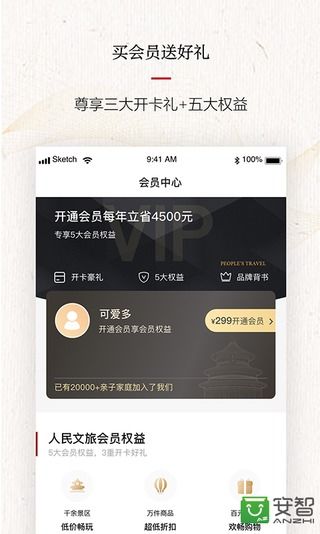 买会员送好礼
尊享三大开卡礼+五大权益
Sketch 9:41 AM 100%
会员中心
开通会员每年立省4500元
专享5大会员权益
VIP
PEOPLE'S TRAVEL
开卡豪礼 5大权益 品牌背书
可爱多
开通会员享会员权益
¥299开通会员
已有20000+亲子家庭加入了我们
人民文旅会员权益
5大会员权益，3重开卡好礼
千余景区 万件商品
低价畅玩 超低折扣 欢畅购物
安智
ANZHI